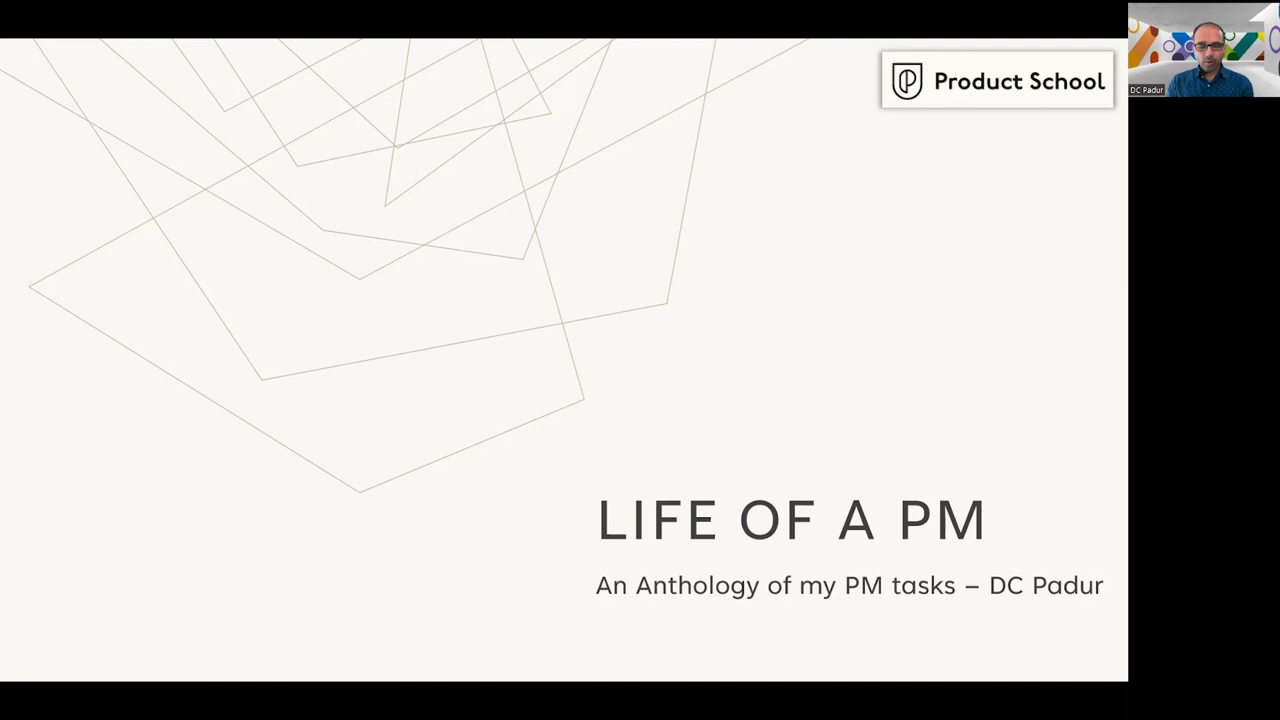 Product School
DC Padur
LIFE OF A PM
An Anthology of my PM tasks – DC Padur